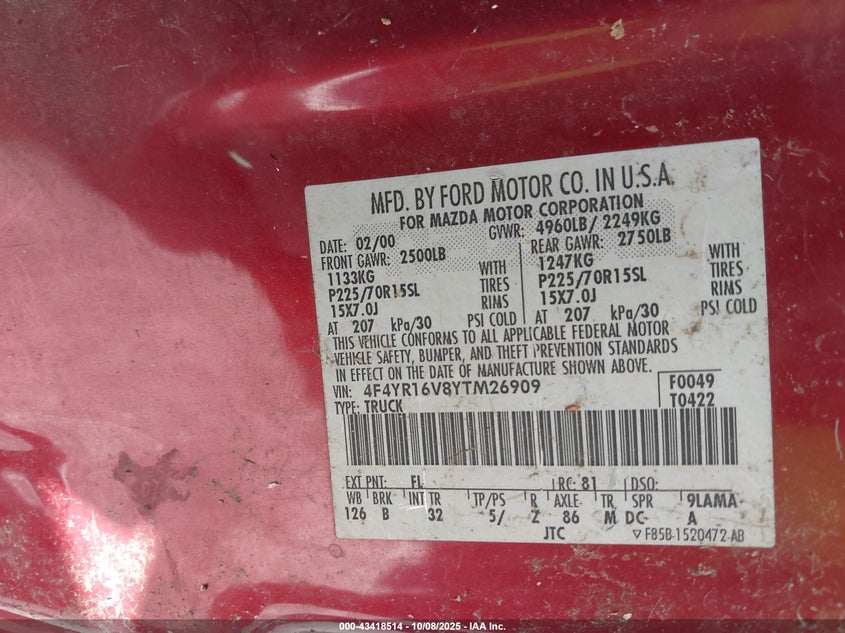 MFD. BY FORD MOTOR CO. IN U.S.A.
FOR MAZDA MOTOR CORPORATION
DATE: 02/00 GVWR: 4960LB/ 2249KG
FRONT GAWR: 2500LB REAR GAWR: 2750LB
1133KG WITH 1247KG WITH
P225/70R15SL TIRES P225/70R15SL TIRES
15X7.0J RIMS 15X7.0J RIMS
AT 207 kPa/30 PSI COLD AT 207 kPa/30 PSI COLD
THIS VEHICLE CONFORMS TO ALL APPLICABLE FEDERAL MOTOR
VEHICLE SAFETY, BUMPER, AND THEFT PREVENTION STANDARDS
IN EFFECT ON THE DATE OF MANUFACTURE SHOWN ABOVE.
VIN: 4F4YR16V8YTM26909 F0049
TYPE: TRUCK T0422
EXT PNT: FL RC: 81 DSO:
WB BRK INT TR TP/PS R AXLE TR SPR 9LAMA
126 B 32 5/ Z 86 M DC- A
JTC ▽F85B-1520472-AB
000-43418514 - 10/08/2025 - IAA Inc.